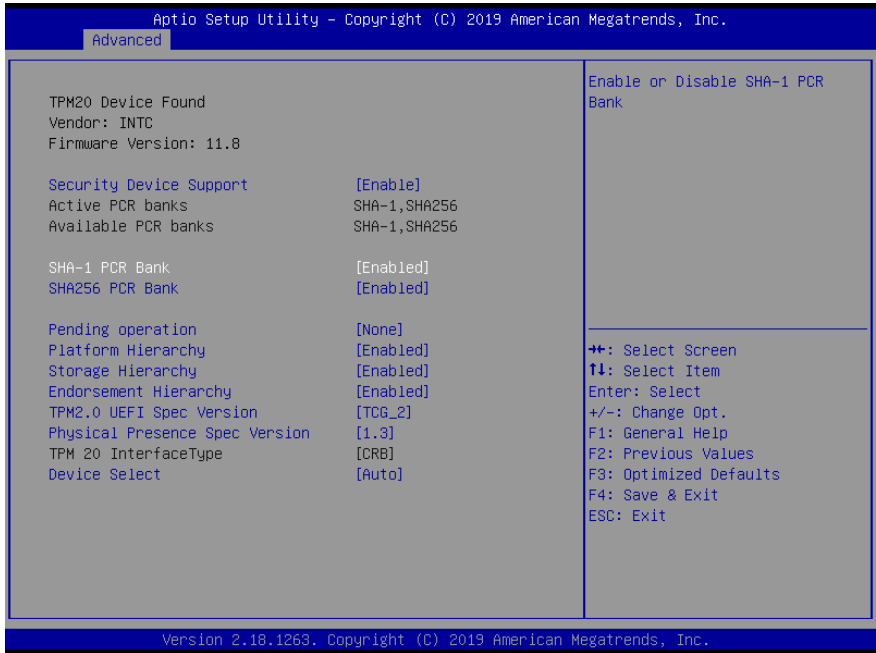 Aptio Setup Utility – Copyright (C) 2019 American Megatrends, Inc.
Advanced
TPM20 Device Found
Vendor: INTC
Firmware Version: 11.8
Security Device Support [Enable]
Active PCR banks SHA-1,SHA256
Available PCR banks SHA-1,SHA256
SHA-1 PCR Bank [Enabled]
SHA256 PCR Bank [Enabled]
Pending operation [None]
Platform Hierarchy [Enabled]
Storage Hierarchy [Enabled]
Endorsement Hierarchy [Enabled]
TPM2.0 UEFI Spec Version [TCG_2]
Physical Presence Spec Version [1.3]
TPM 20 InterfaceType [CRB]
Device Select [Auto]
Enable or Disable SHA-1 PCR
Bank
→←: Select Screen
↑↓: Select Item
Enter: Select
+/-: Change Opt.
F1: General Help
F2: Previous Values
F3: Optimized Defaults
F4: Save & Exit
ESC: Exit
Version 2.18.1263. Copyright (C) 2019 American Megatrends, Inc.